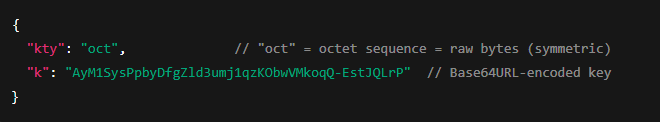 {
"kty": "oct",                // "oct" = octet sequence = raw bytes (symmetric)
"k": "AyM1SysPpbyDfgZld3umj1qzKObwVMkoqQ-EstJQLrP"  // Base64URL-encoded key
}